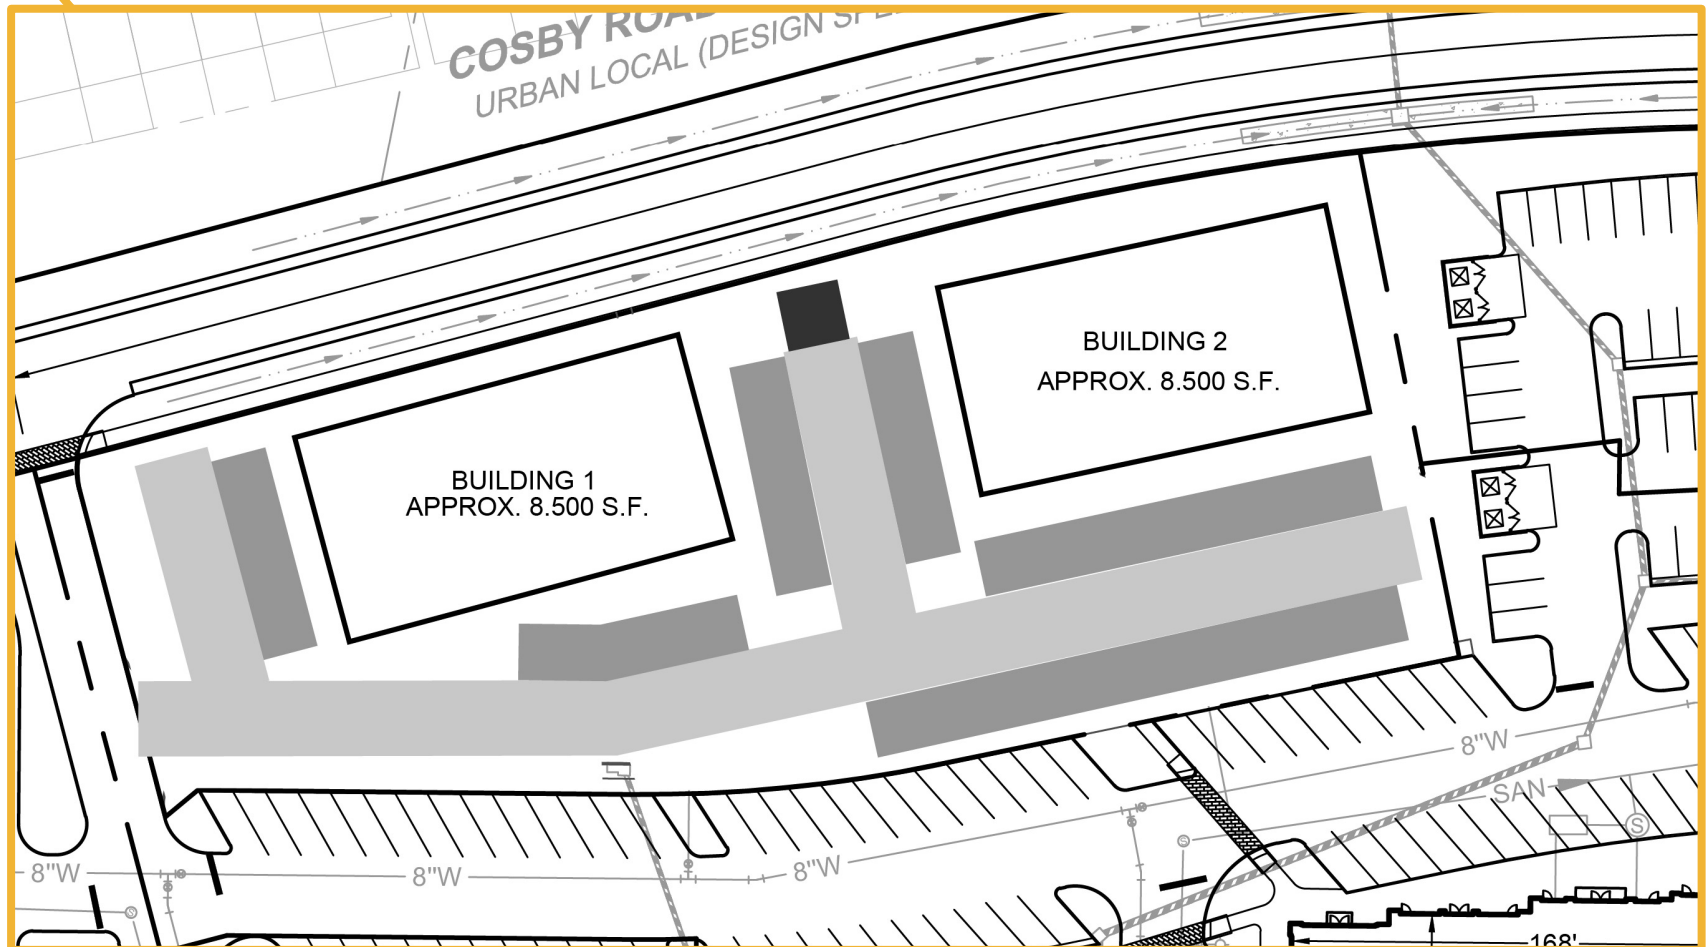 COSBY ROAD
URBAN LOCAL (DESIGN SPE
BUILDING 2
APPROX. 8.500 S.F.
BUILDING 1
APPROX. 8.500 S.F.
8"W
SAN
S
8"W
8"W
8"W
168'